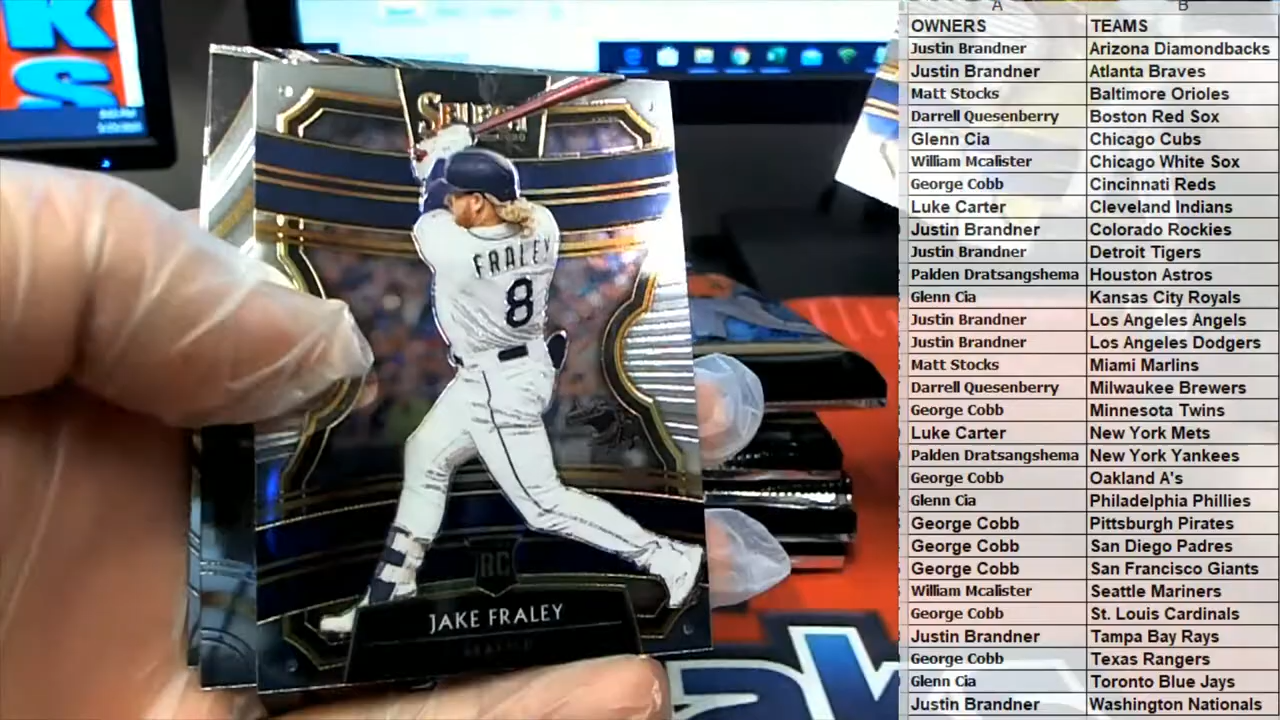 KS
A B
OWNERS TEAMS
Justin Brandner Arizona Diamondbacks
Justin Brandner Atlanta Braves
Matt Stocks Baltimore Orioles
Darrell Quesenberry Boston Red Sox
Glenn Cia Chicago Cubs
William Mcalister Chicago White Sox
George Cobb Cincinnati Reds
Luke Carter Cleveland Indians
Justin Brandner Colorado Rockies
Justin Brandner Detroit Tigers
Palden Dratsangshema Houston Astros
Glenn Cia Kansas City Royals
Justin Brandner Los Angeles Angels
Justin Brandner Los Angeles Dodgers
Matt Stocks Miami Marlins
Darrell Quesenberry Milwaukee Brewers
George Cobb Minnesota Twins
Luke Carter New York Mets
Palden Dratsangshema New York Yankees
George Cobb Oakland A's
Glenn Cia Philadelphia Phillies
George Cobb Pittsburgh Pirates
George Cobb San Diego Padres
George Cobb San Francisco Giants
William Mcalister Seattle Mariners
George Cobb St. Louis Cardinals
Justin Brandner Tampa Bay Rays
George Cobb Texas Rangers
Glenn Cia Toronto Blue Jays
Justin Brandner Washington Nationals
SELECT
FRALEY
8
RC
JAKE FRALEY